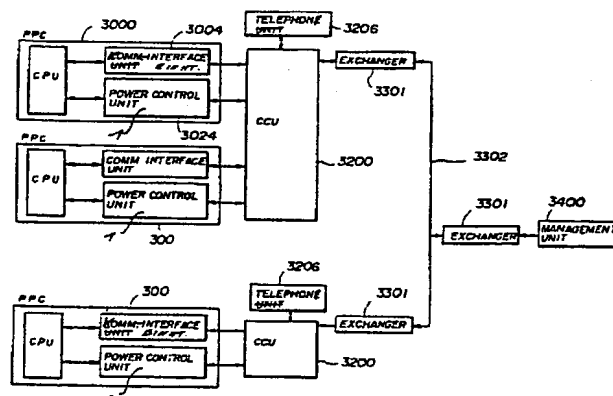 PPC
3000
3004
TELEPHONE
UNIT
3206
CPU
KOMM-INTERFACE
UNIT
POWER CONTROL
UNIT
3024
CCU
3200
EXCHANGER
3301
3302
PPC
CPU
COMM INTERFACE
UNIT
POWER CONTROL
UNIT
300
3301
EXCHANGER
3400
MANAGEMENT
UNIT
PPC
300
3206
TELEPHONE
UNIT
3301
CPU
KOMM-INTERFACE
UNIT
POWER CONTROL
UNIT
CCU
3200
EXCHANGER